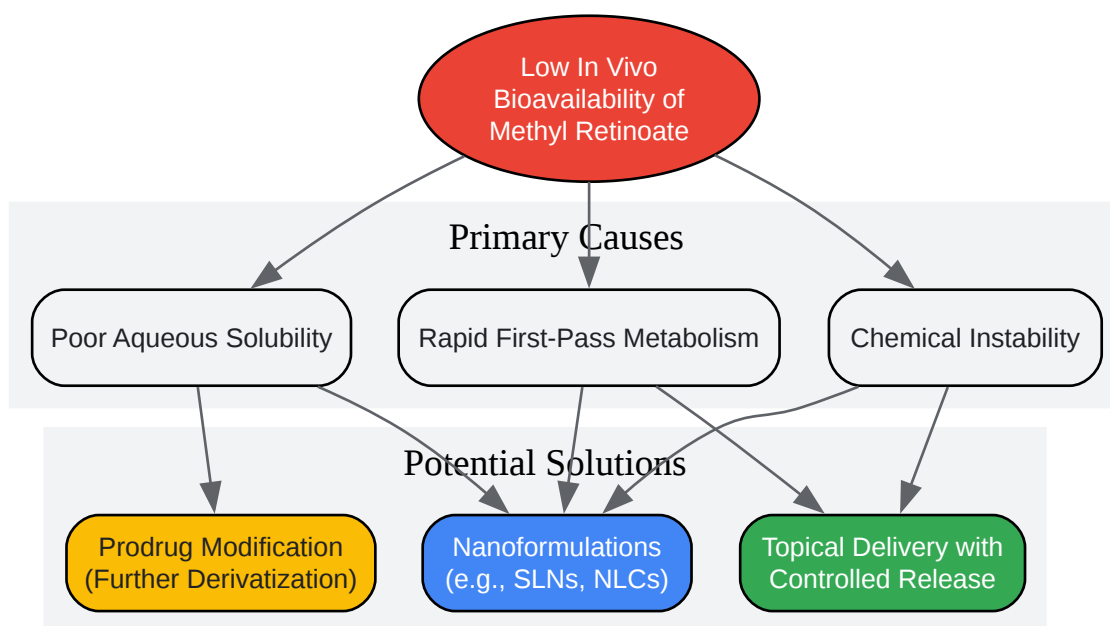 Low In Vivo
Bioavailability of
Methyl Retinoate
Primary Causes
Poor Aqueous Solubility
Rapid First-Pass Metabolism
Chemical Instability
Potential Solutions
Prodrug Modification
(Further Derivatization)
Nanoformulations
(e.g., SLNs, NLCs)
Topical Delivery with
Controlled Release